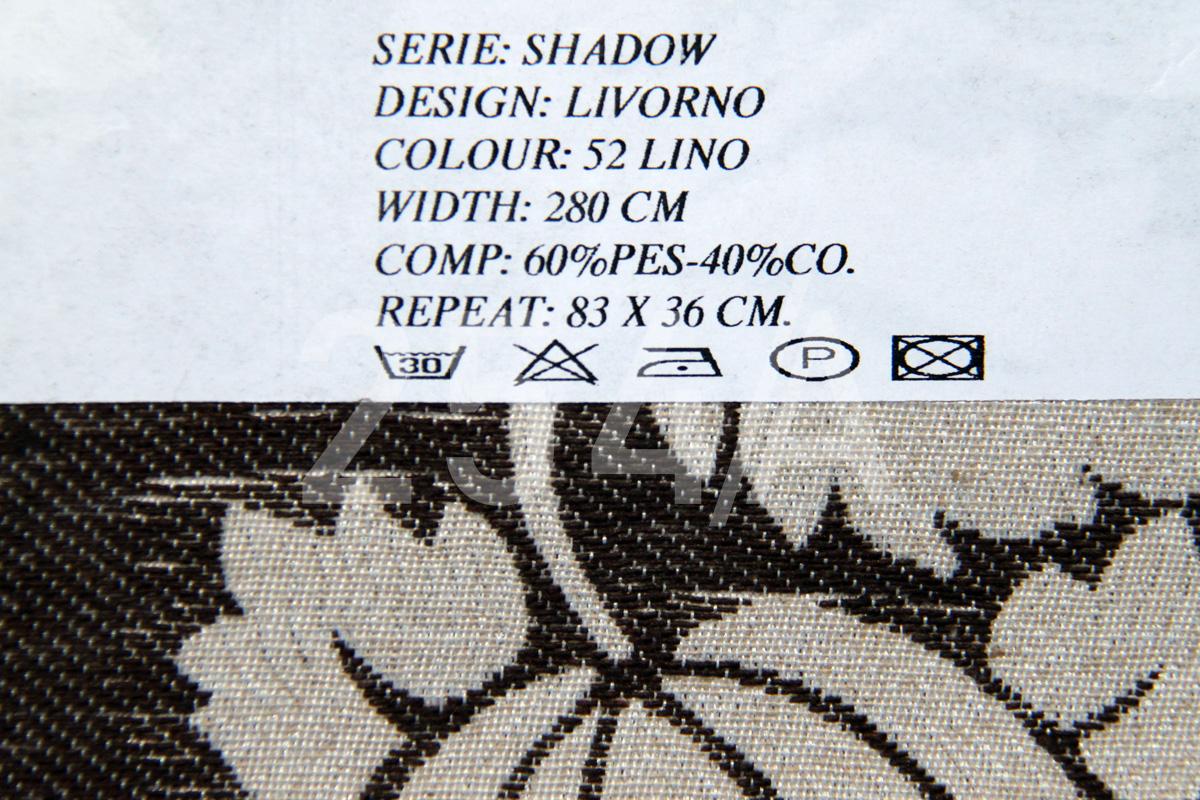 SERIE: SHADOW
DESIGN: LIVORNO
COLOUR: 52 LINO
WIDTH: 280 CM
COMP: 60%PES-40%CO.
REPEAT: 83 X 36 CM.
30 P